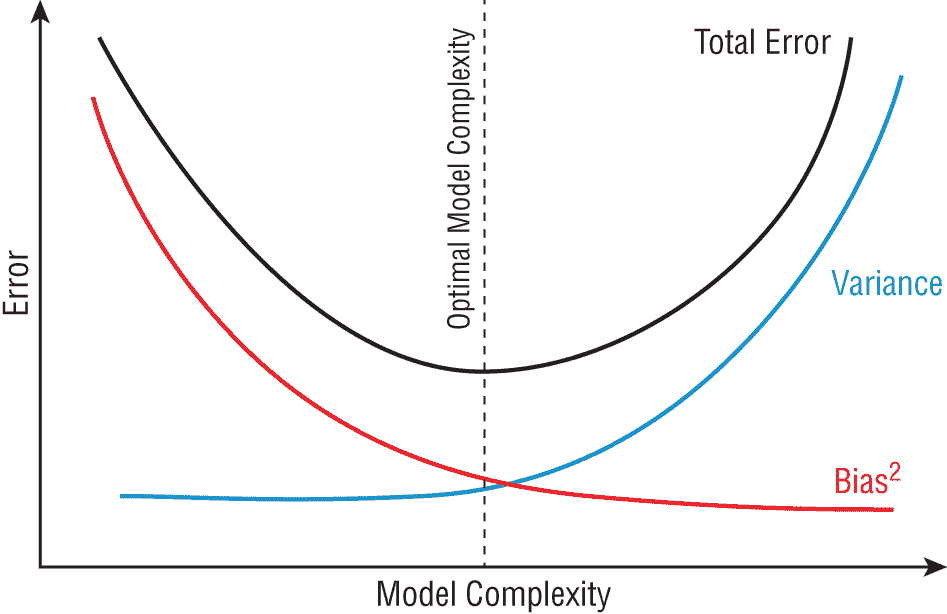 Total Error
Optimal Model Complexity
Error
Variance
Bias²
Model Complexity